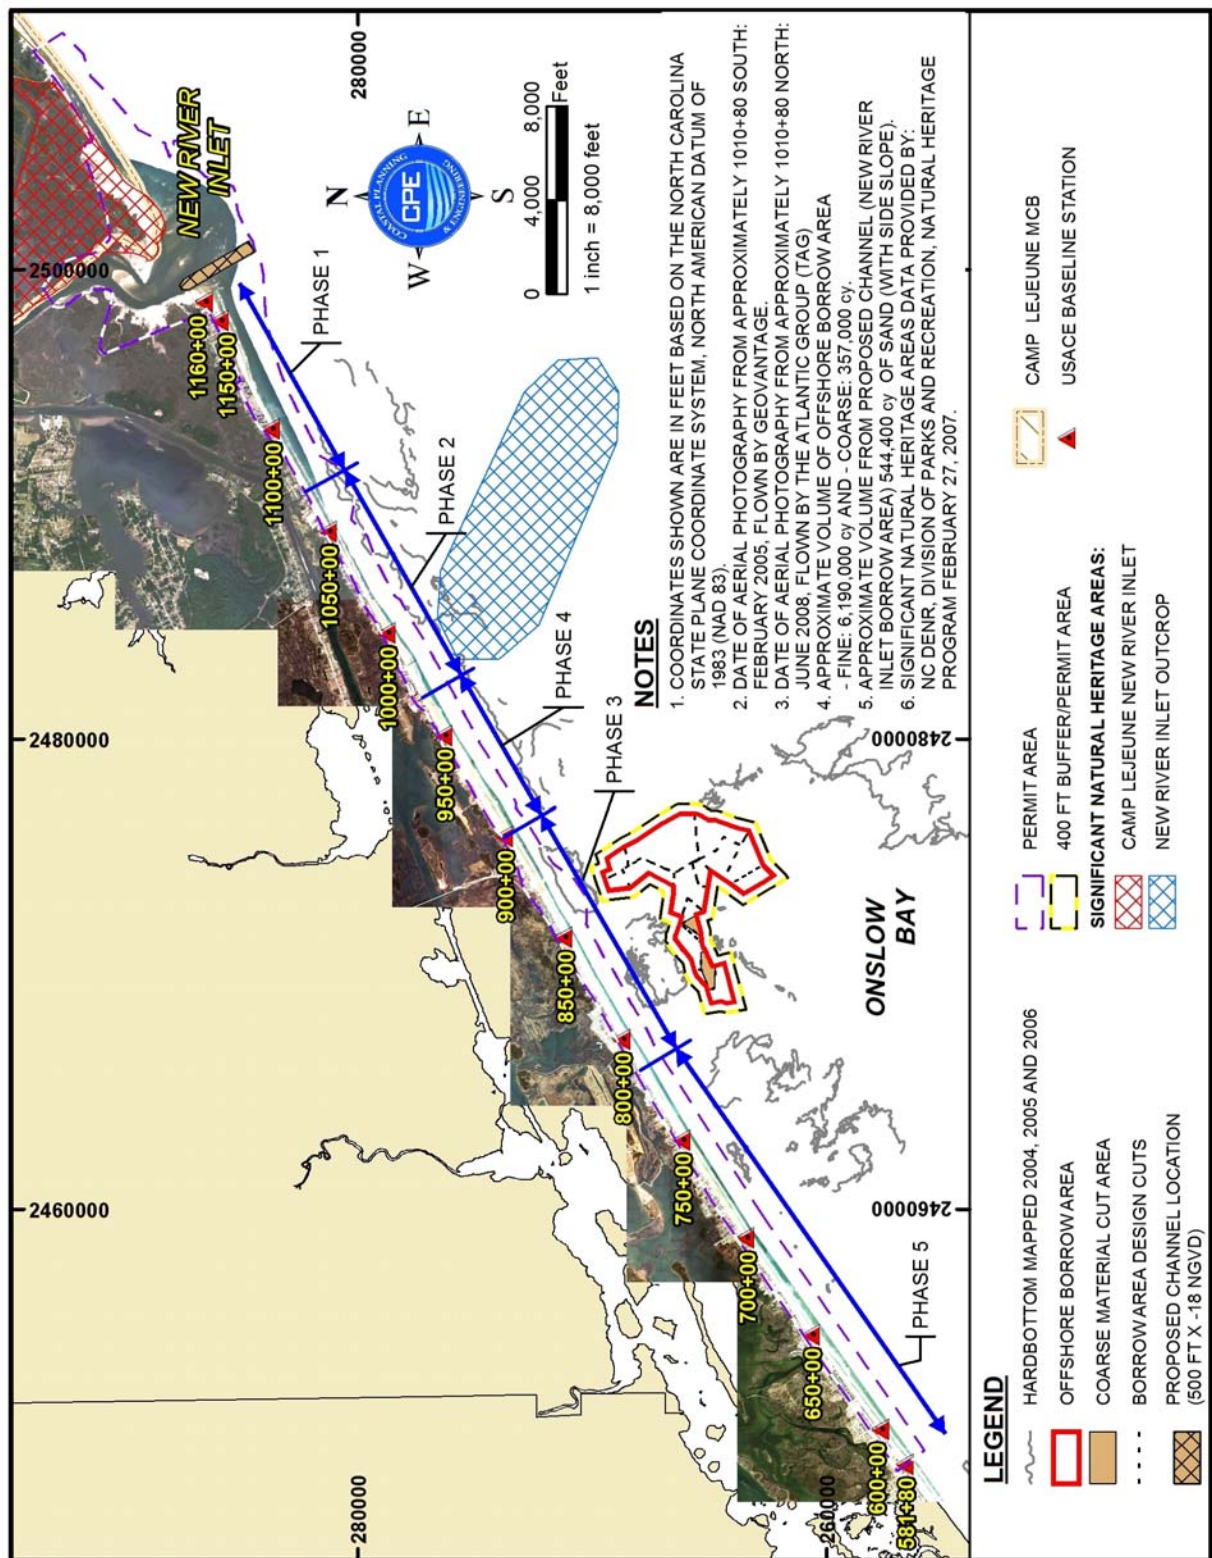 2460000
2480000
2500000
280000
280000
260000
2460000
2480000
NEW RIVER
INLET
1160+00
1150+00
1100+00
1050+00
1000+00
950+00
900+00
850+00
800+00
750+00
700+00
650+00
600+00
581+80
PHASE 1
PHASE 2
PHASE 4
PHASE 3
PHASE 5
ONSLOW
BAY
N
W
E
S
COASTAL PLANNING
& ENGINEERING
CPE
0
4,000
8,000
Feet
1 inch = 8,000 feet
NOTES
1. COORDINATES SHOWN ARE IN FEET BASED ON THE NORTH CAROLINA
STATE PLANE COORDINATE SYSTEM, NORTH AMERICAN DATUM OF
1983 (NAD 83).
2. DATE OF AERIAL PHOTOGRAPHY FROM APPROXIMATELY 1010+80 SOUTH:
FEBRUARY 2005, FLOWN BY GEOVANTAGE.
3. DATE OF AERIAL PHOTOGRAPHY FROM APPROXIMATELY 1010+80 NORTH:
JUNE 2008, FLOWN BY THE ATLANTIC GROUP (TAG)
4. APPROXIMATE VOLUME OF OFFSHORE BORROW AREA
- FINE: 6,190,000 cy AND - COARSE: 357,000 cy.
5. APPROXIMATE VOLUME FROM PROPOSED CHANNEL (NEW RIVER
INLET BORROW AREA) 544,400 cy OF SAND (WITH SIDE SLOPE).
6. SIGNIFICANT NATURAL HERITAGE AREAS DATA PROVIDED BY:
NC DENR, DIVISION OF PARKS AND RECREATION, NATURAL HERITAGE
PROGRAM FEBRUARY 27, 2007.
LEGEND
HARDBOTTOM MAPPED 2004, 2005 AND 2006
OFFSHORE BORROW AREA
COARSE MATERIAL CUT AREA
BORROW AREA DESIGN CUTS
PROPOSED CHANNEL LOCATION
(500 FT X -18 NGVD)
PERMIT AREA
400 FT BUFFER/PERMIT AREA
SIGNIFICANT NATURAL HERITAGE AREAS:
CAMP LEJEUNE NEW RIVER INLET
NEW RIVER INLET OUTCROP
CAMP LEJEUNE MCB
USACE BASELINE STATION